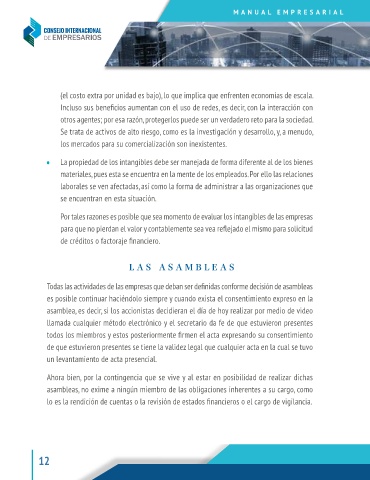 MANUAL EMPRESARIAL
CONSEJO INTERNACIONAL
DE EMPRESARIOS
(el costo extra por unidad es bajo), lo que implica que enfrenten economías de escala.
Incluso sus beneficios aumentan con el uso de redes, es decir, con la interacción con
otros agentes; por esa razón, protegerlos puede ser un verdadero reto para la sociedad.
Se trata de activos de alto riesgo, como es la investigación y desarrollo, y, a menudo,
los mercados para su comercialización son inexistentes.
• La propiedad de los intangibles debe ser manejada de forma diferente al de los bienes
materiales, pues esta se encuentra en la mente de los empleados. Por ello las relaciones
laborales se ven afectadas, así como la forma de administrar a las organizaciones que
se encuentran en esta situación.
Por tales razones es posible que sea momento de evaluar los intangibles de las empresas
para que no pierdan el valor y contablemente sea vea reflejado el mismo para solicitud
de créditos o factoraje financiero.
LAS ASAMBLEAS
Todas las actividades de las empresas que deban ser definidas conforme decisión de asambleas
es posible continuar haciéndolo siempre y cuando exista el consentimiento expreso en la
asamblea, es decir, si los accionistas decidieran el día de hoy realizar por medio de video
llamada cualquier método electrónico y el secretario da fe de que estuvieron presentes
todos los miembros y estos posteriormente firmen el acta expresando su consentimiento
de que estuvieron presentes se tiene la validez legal que cualquier acta en la cual se tuvo
un levantamiento de acta presencial.
Ahora bien, por la contingencia que se vive y al estar en posibilidad de realizar dichas
asambleas, no exime a ningún miembro de las obligaciones inherentes a su cargo, como
lo es la rendición de cuentas o la revisión de estados financieros o el cargo de vigilancia.
12